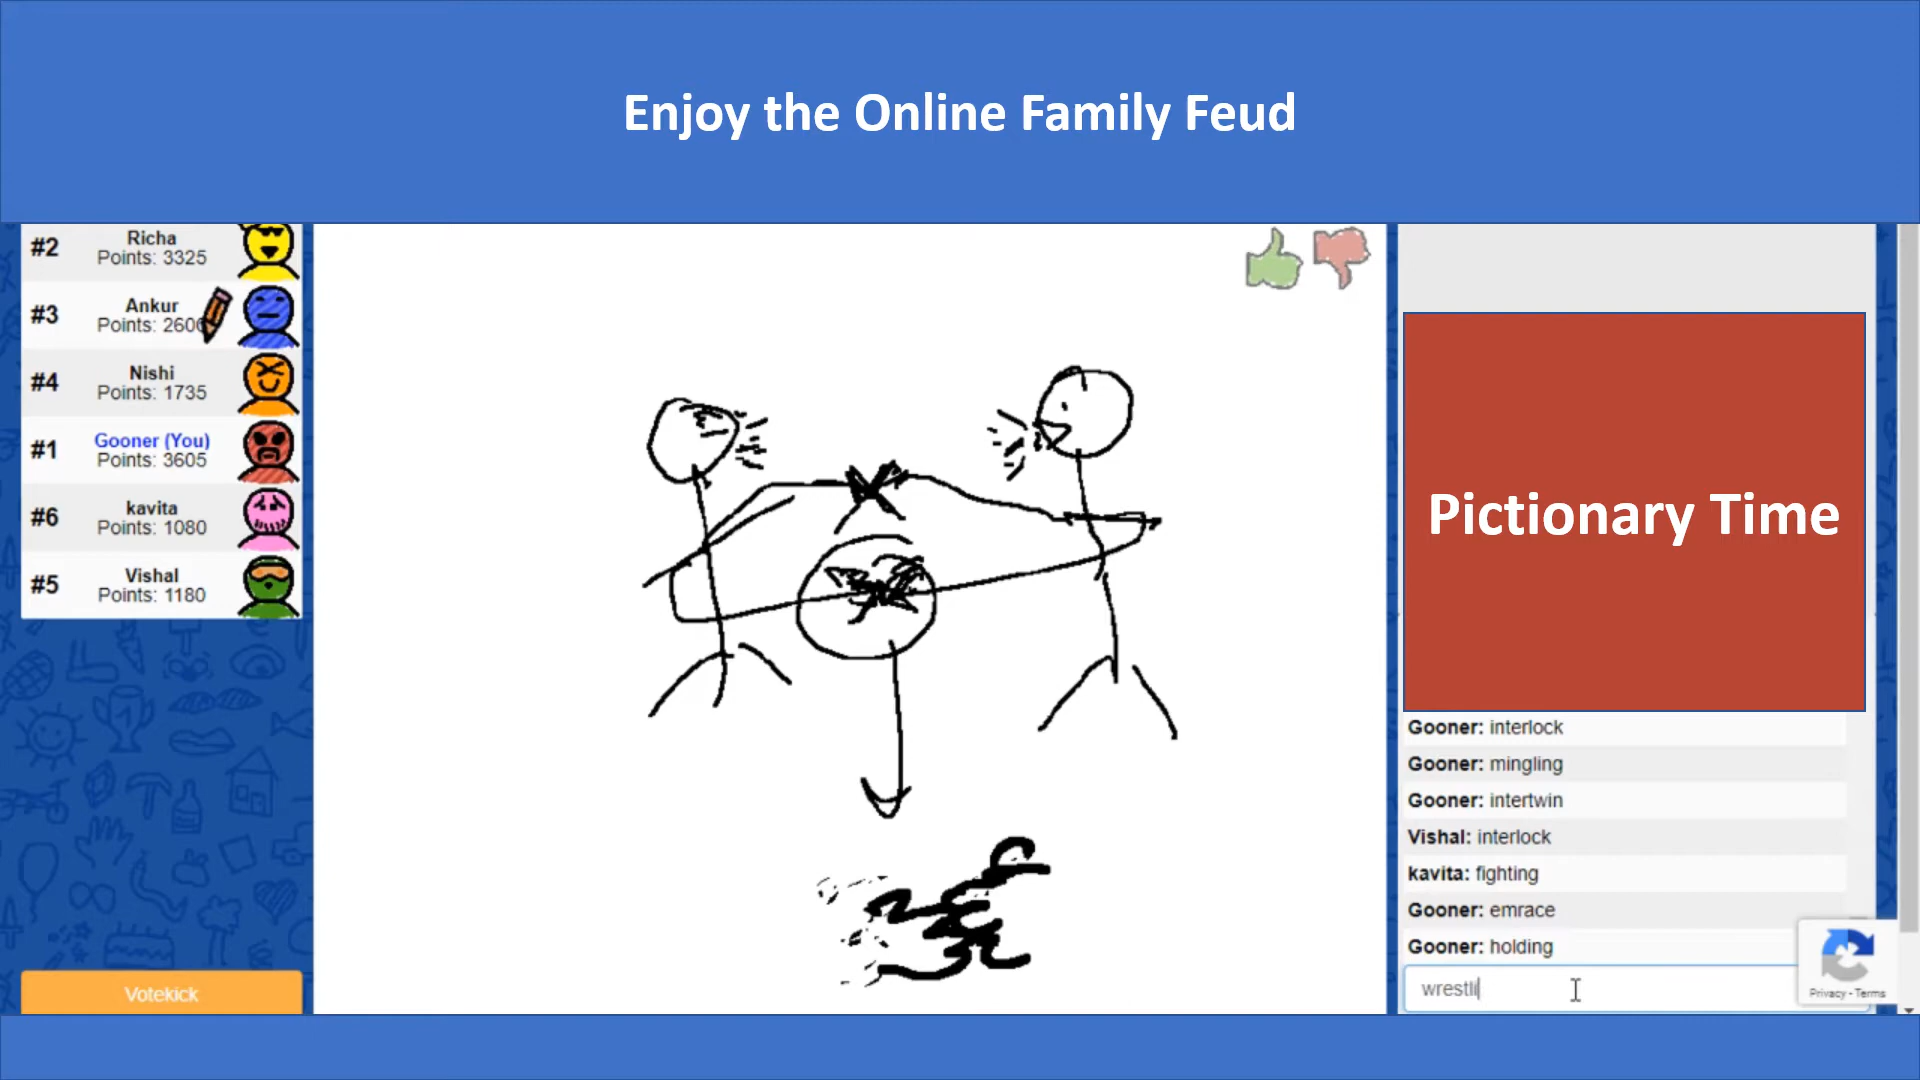 Enjoy the Online Family Feud
#2
Richa
Points: 3325
#3
Ankur
Points: 2600
#4
Nishi
Points: 1735
#1
Gooner (You)
Points: 3605
#6
kavita
Points: 1080
#5
Vishal
Points: 1180
Votekick
Pictionary Time
Gooner: interlock
Gooner: mingling
Gooner: intertwin
Vishal: interlock
kavita: fighting
Gooner: emrace
Gooner: holding
wrestli
Privacy - Terms